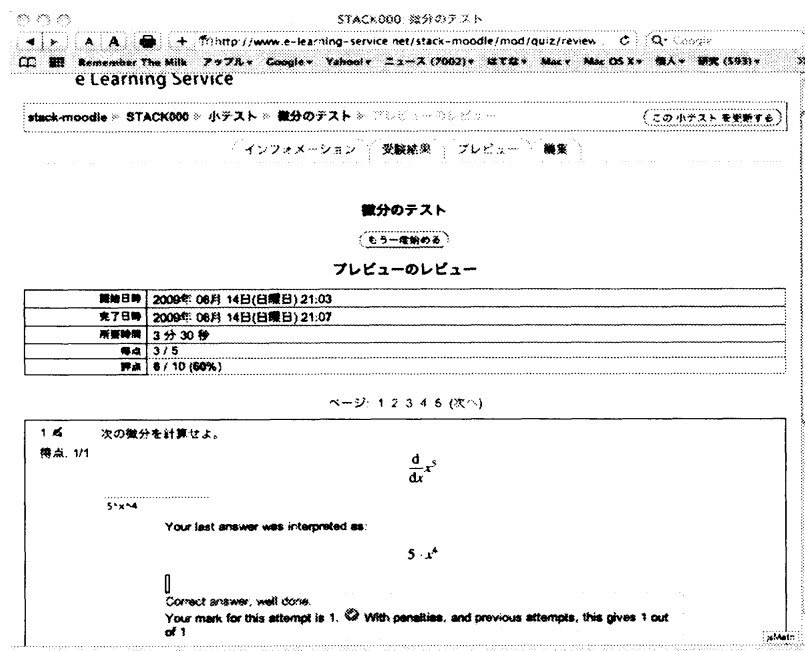 STACK000: 微分のテスト
http://www.e-learning-service.net/stack-moodle/mod/quiz/review
Google
Remember The Milk アップル Google Yahoo! ニュース (7002) はてな Mac Mac OS X 個人 研究 (593)
e Learning Service
stack-moodle » STACK000 » 小テスト » 微分のテスト » プレビューのレビュー
この 小テスト を更新する
インフォメーション 受験結果 プレビュー 編集
微分のテスト
もう一度始める
プレビューのレビュー
開始日時 2009年 06月 14日(日曜日) 21:03
完了日時 2009年 06月 14日(日曜日) 21:07
所要時間 3 分 30 秒
得点 3 / 5
評点 6 / 10 (60%)
ページ: 1 2 3 4 5 (次へ)
1 次の微分を計算せよ。
得点: 1/1
d/dx x^5
5*x^4
Your last answer was interpreted as:
5 · x^4
Correct answer, well done.
Your mark for this attempt is 1. With penalties, and previous attempts, this gives 1 out
of 1
jsMath